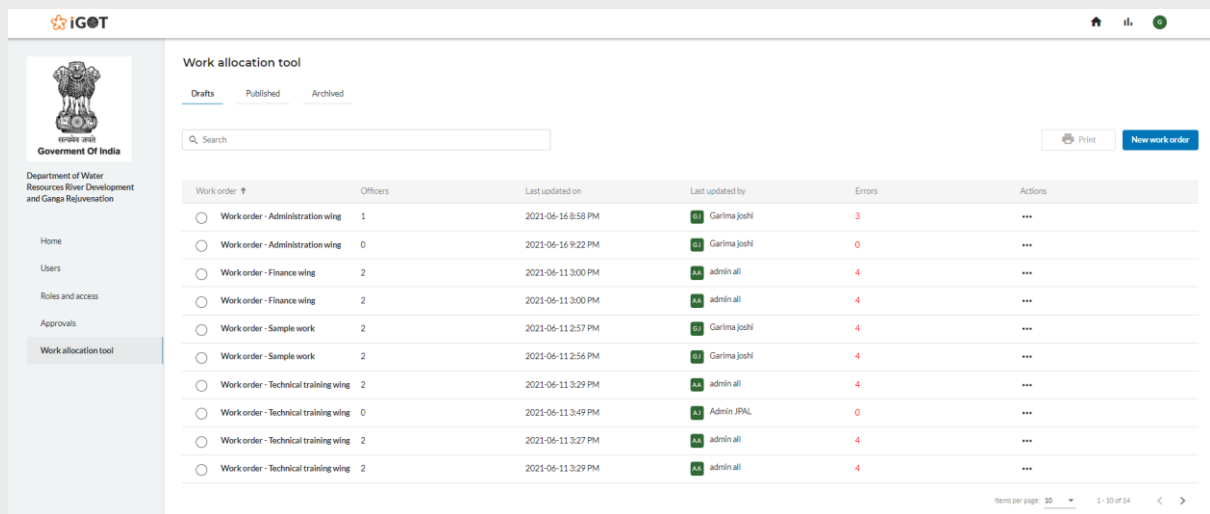 iGOT
G
सत्यमेव जयते
Goverment Of India
Department of Water
Resources River Development
and Ganga Rejuvenation
Home
Users
Roles and access
Approvals
Work allocation tool
Work allocation tool
Drafts Published Archived
Search Print New work order
Work order Officers Last updated on Last updated by Errors Actions
Work order - Administration wing 1 2021-06-16 8:58 PM GJ Garima joshi 3
Work order - Administration wing 0 2021-06-16 9:22 PM GJ Garima joshi 0
Work order - Finance wing 2 2021-06-11 3:00 PM AA admin all 4
Work order - Finance wing 2 2021-06-11 3:00 PM AA admin all 4
Work order - Sample work 2 2021-06-11 2:57 PM GJ Garima joshi 4
Work order - Sample work 2 2021-06-11 2:56 PM GJ Garima joshi 4
Work order - Technical training wing 2 2021-06-11 3:29 PM AA admin all 4
Work order - Technical training wing 0 2021-06-11 3:49 PM AJ Admin JPAL 0
Work order - Technical training wing 2 2021-06-11 3:27 PM AA admin all 4
Work order - Technical training wing 2 2021-06-11 3:29 PM AA admin all 4
Items per page: 10 1 - 10 of 14